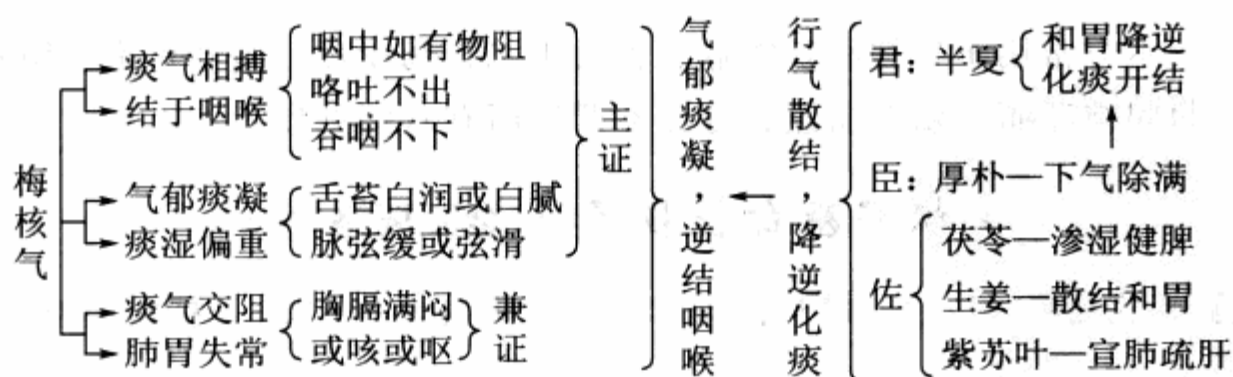 梅核气
痰气相搏
结于咽喉
咽中如有物阻
咯吐不出
吞咽不下
气郁痰凝
痰湿偏重
舌苔白润或白腻
脉弦缓或弦滑
主证
痰气交阻
肺胃失常
胸膈满闷
或咳或呕
兼证
气郁痰凝，逆结咽喉
行气散结，降逆化痰
君：半夏
和胃降逆
化痰开结
臣：厚朴—下气除满
佐
茯苓—渗湿健脾
生姜—散结和胃
紫苏叶—宣肺疏肝